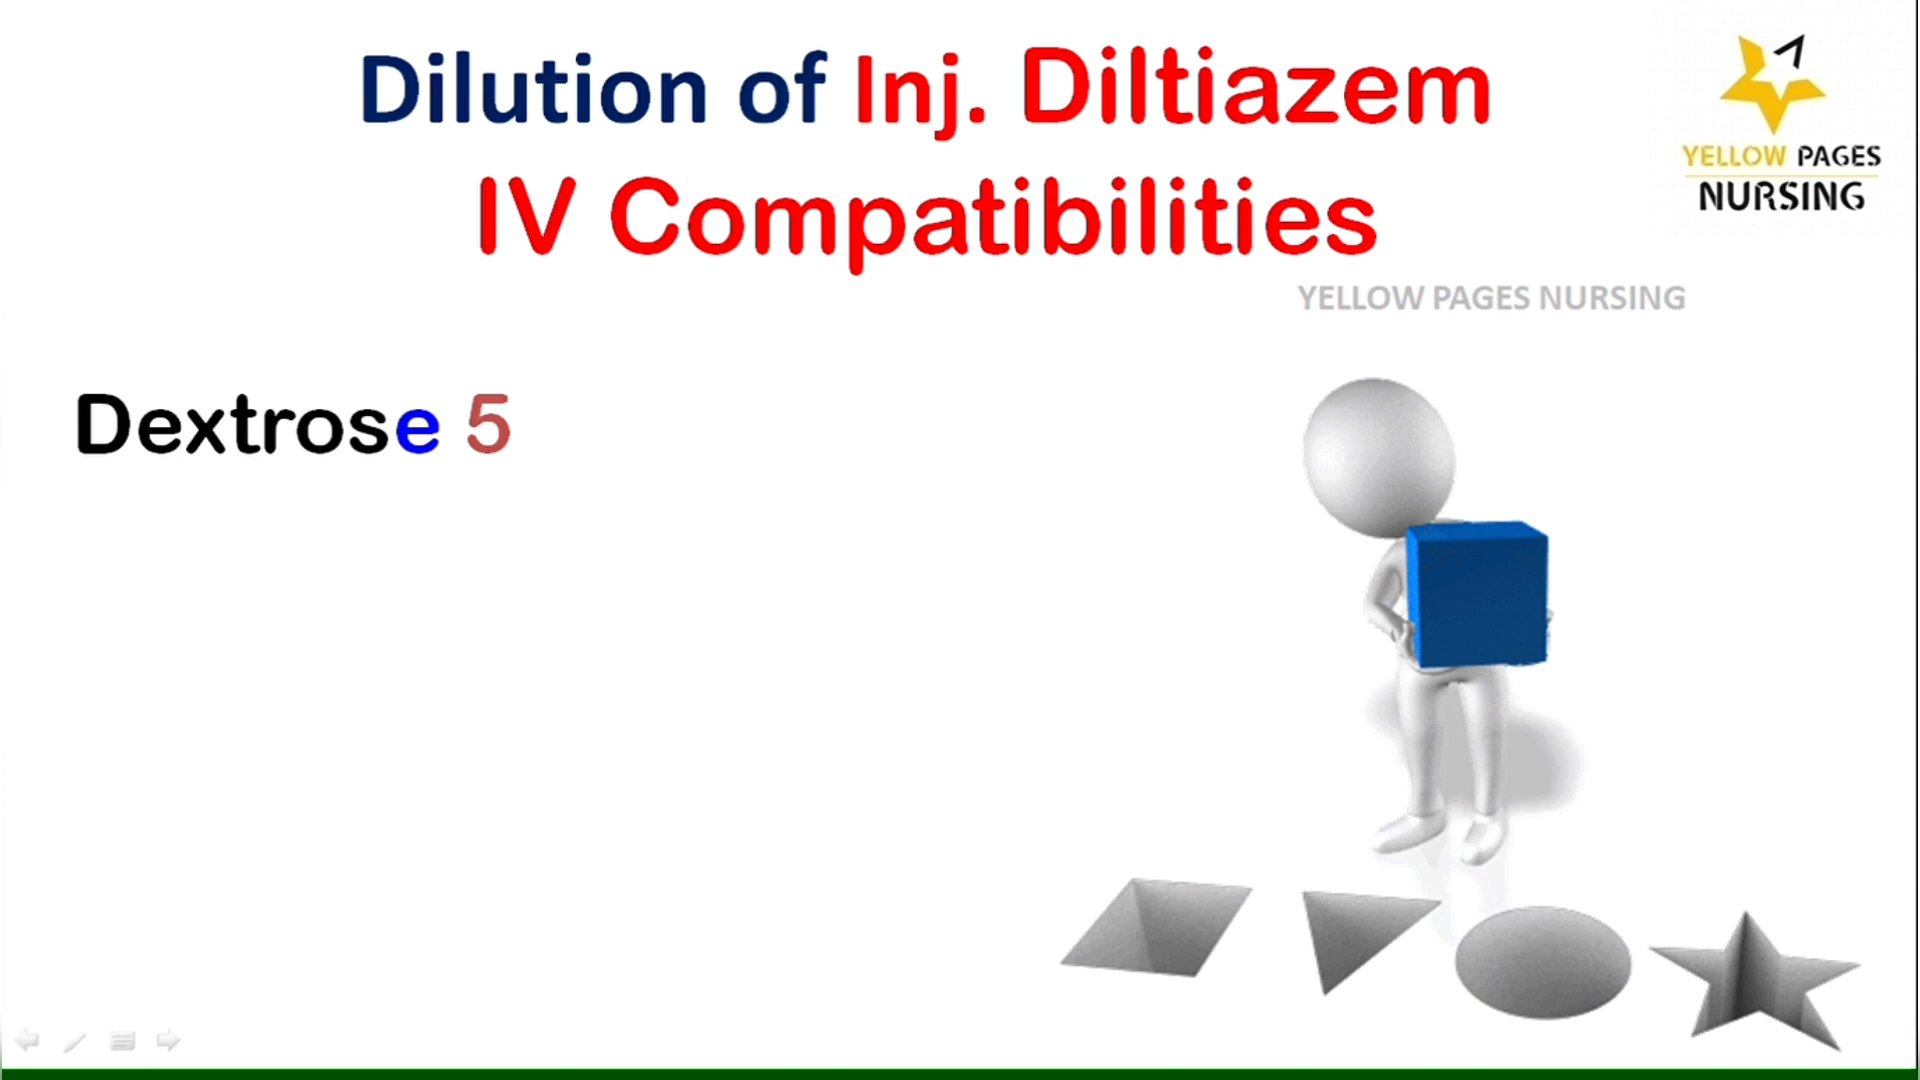 Dilution of Inj. Diltiazem
IV Compatibilities
YELLOW PAGES
NURSING
YELLOW PAGES NURSING
Dextrose 5